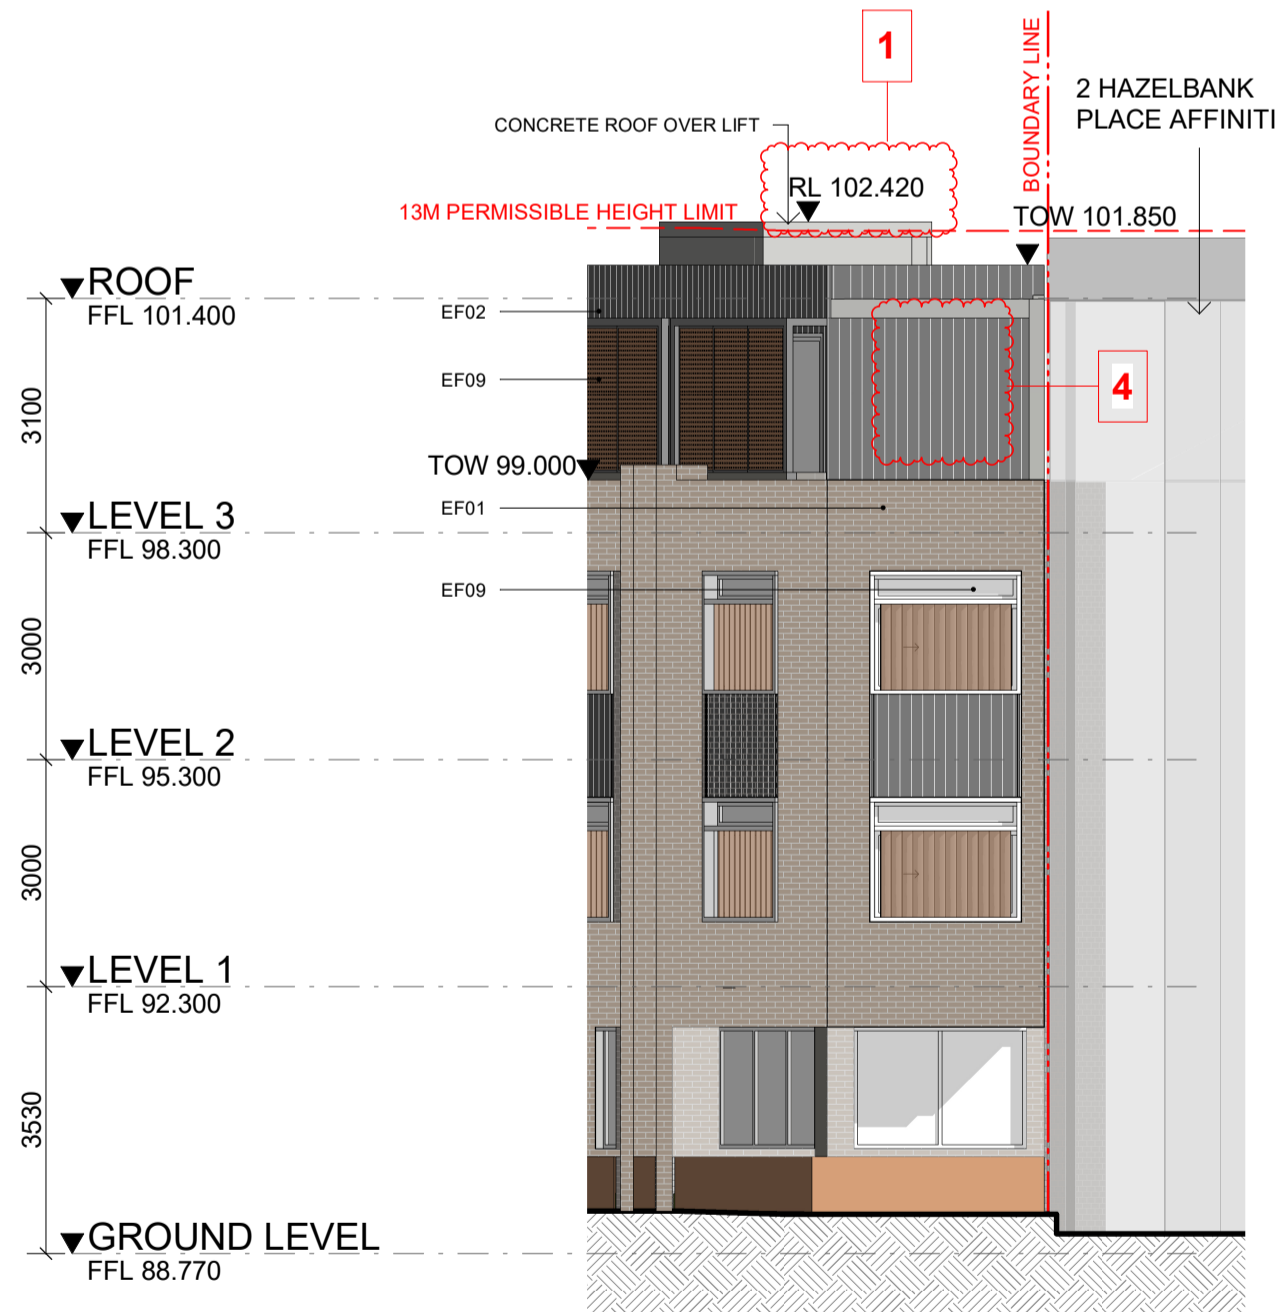 1
BOUNDARY LINE
2 HAZELBANK
PLACE AFFINITI
CONCRETE ROOF OVER LIFT
RL 102.420
13M PERMISSIBLE HEIGHT LIMIT
TOW 101.850
ROOF
FFL 101.400
EF02
EF09
4
3100
TOW 99.000
EF01
LEVEL 3
FFL 98.300
EF09
3000
LEVEL 2
FFL 95.300
3000
LEVEL 1
FFL 92.300
3530
GROUND LEVEL
FFL 88.770